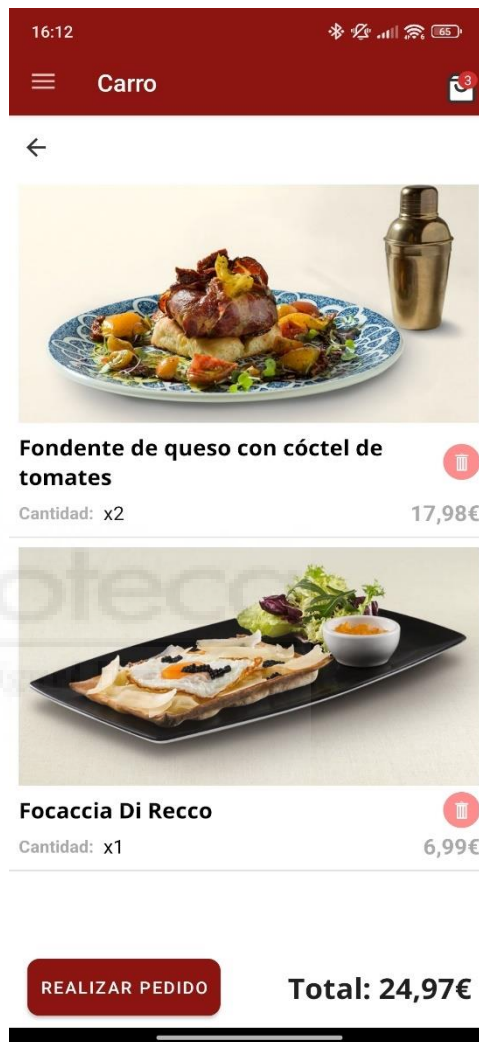 16:12
65
Carro
3
Fondente de queso con cóctel de
tomates
Cantidad: x2
17,98€
Focaccia Di Recco
Cantidad: x1
6,99€
REALIZAR PEDIDO
Total: 24,97€